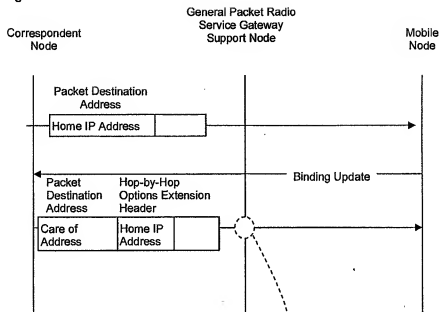 General Packet Radio
Service Gateway
Support Node
Correspondent
Node
Mobile
Node
Packet Destination
Address
Home IP Address
Binding Update
Packet
Destination
Address
Hop-by-Hop
Options Extension
Header
Care of
Address
Home IP
Address